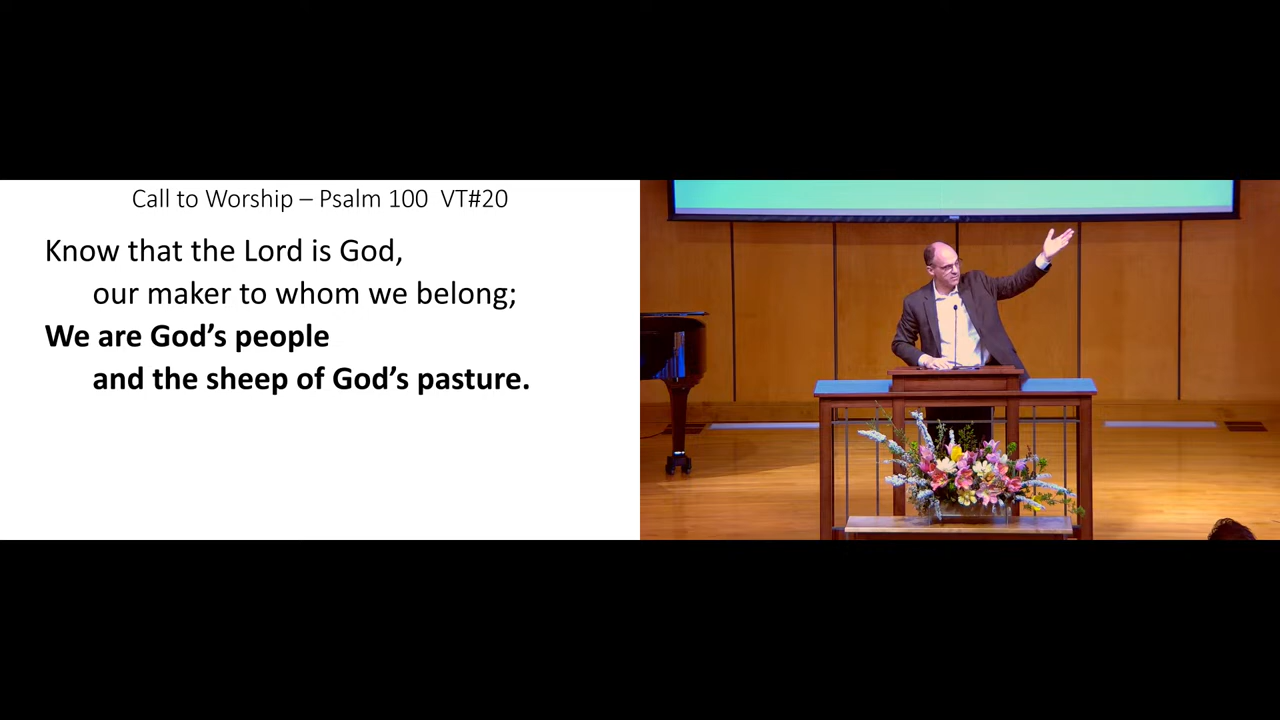 Call to Worship – Psalm 100  VT#20
Know that the Lord is God,
our maker to whom we belong;
We are God’s people
and the sheep of God’s pasture.